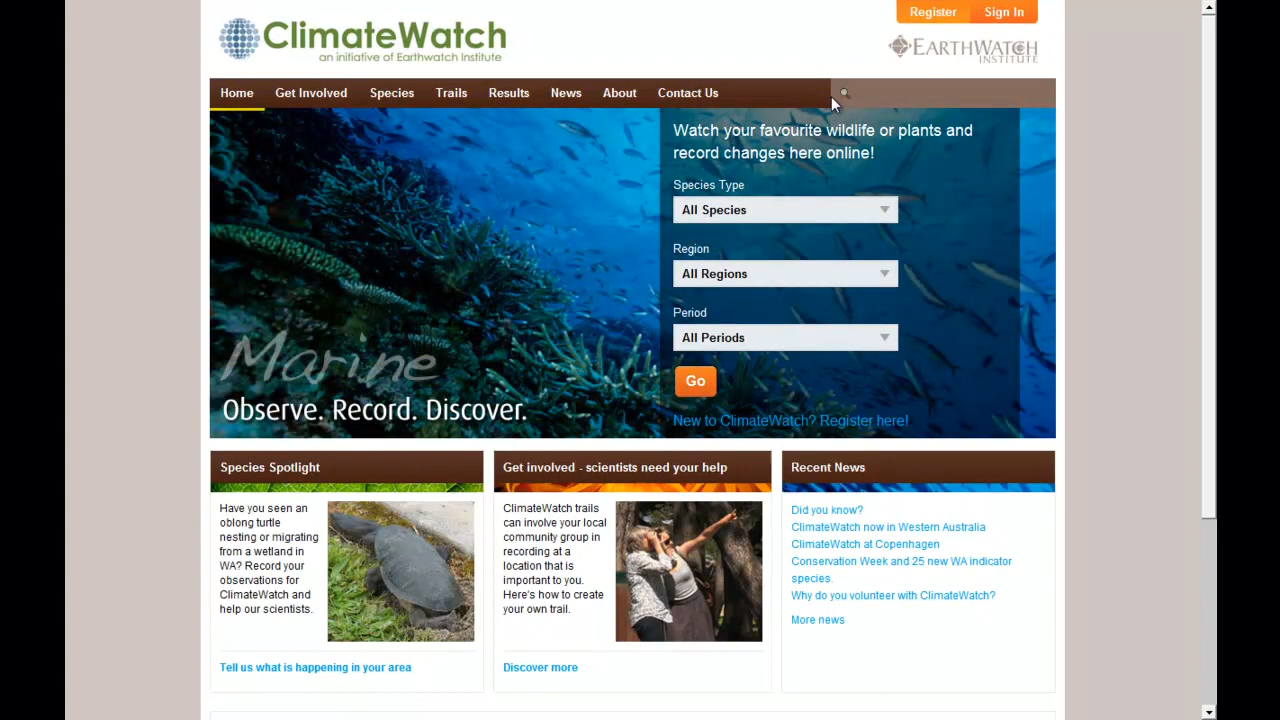 Register Sign In
ClimateWatch
an initiative of Earthwatch Institute
EARTHWATCH
INSTITUTE
Home Get Involved Species Trails Results News About Contact Us
Watch your favourite wildlife or plants and
record changes here online!
Species Type
All Species
Region
All Regions
Period
All Periods
Go
New to ClimateWatch? Register here!
Marine
Observe. Record. Discover.
Species Spotlight
Have you seen an
oblong turtle
nesting or migrating
from a wetland in
WA? Record your
observations for
ClimateWatch and
help our scientists.
Tell us what is happening in your area
Get involved - scientists need your help
ClimateWatch trails
can involve your local
community group in
recording at a
location that is
important to you.
Here's how to create
your own trail.
Discover more
Recent News
Did you know?
ClimateWatch now in Western Australia
ClimateWatch at Copenhagen
Conservation Week and 25 new WA indicator
species.
Why do you volunteer with ClimateWatch?
More news